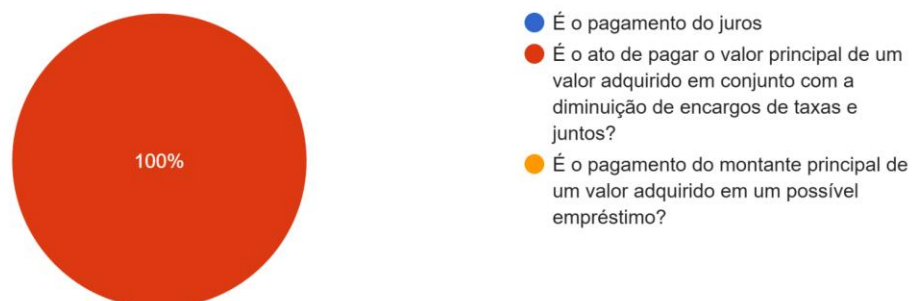 100%
É o pagamento do juros
É o ato de pagar o valor principal de um
valor adquirido em conjunto com a
diminuição de encargos de taxas e
juntos?
É o pagamento do montante principal de
um valor adquirido em um possível
empréstimo?